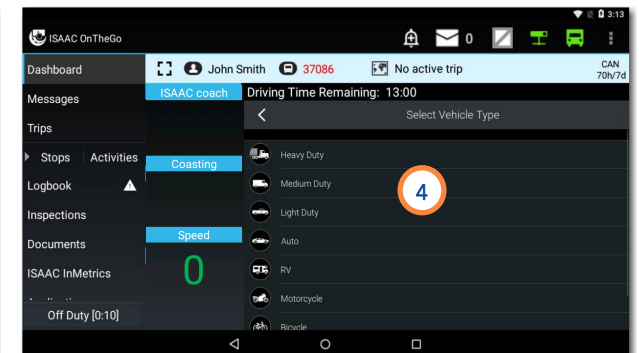 3:13
ISAAC OnTheGo
0
Dashboard
John Smith 37086 No active trip CAN
70h/7d
Messages
Trips
Stops Activities
Logbook
Inspections
Documents
ISAAC InMetrics
Off Duty [0:10]
ISAAC coach
Coasting
Speed
0
Driving Time Remaining: 13:00
Select Vehicle Type
Heavy Duty
Medium Duty
Light Duty
Auto
RV
Motorcycle
Bicycle
4